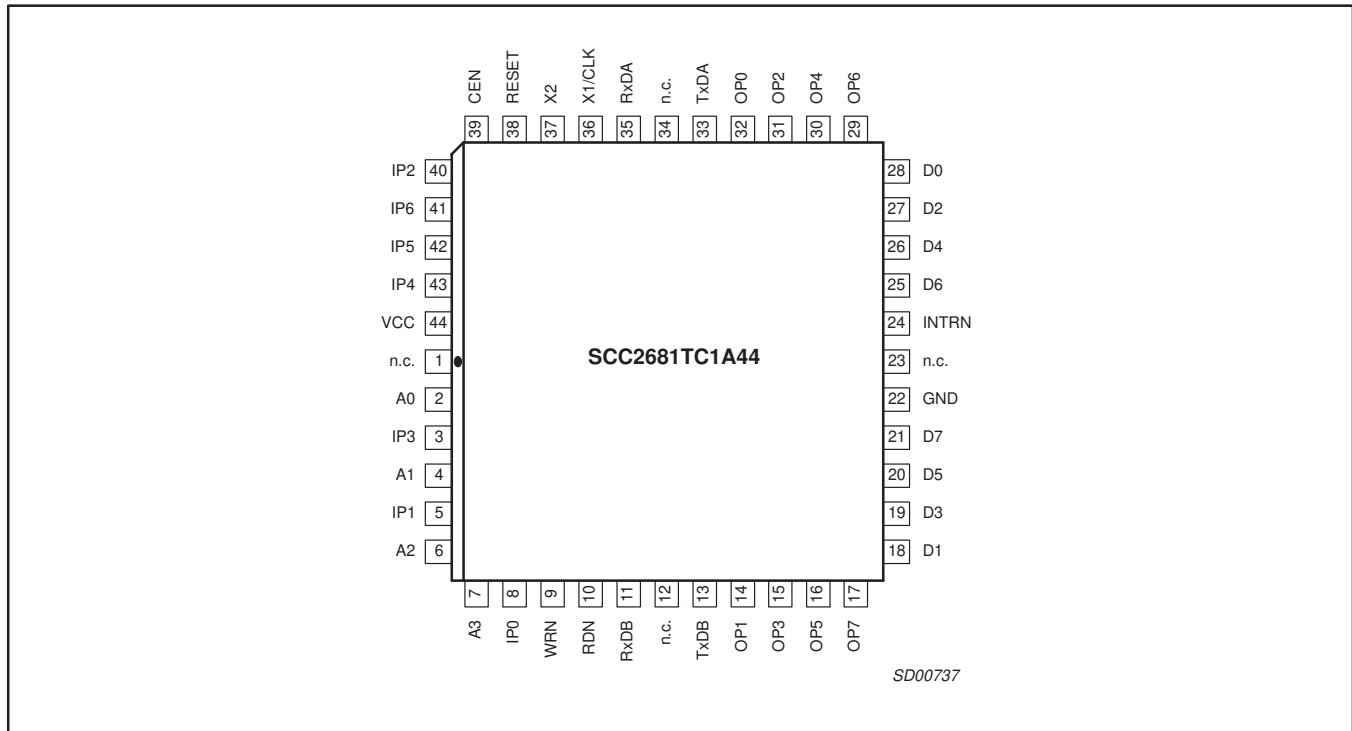 CEN RESET X2 X1/CLK RxDA n.c. TxDA OP0 OP2 OP4 OP6
39 38 37 36 35 34 33 32 31 30 29
IP2 40 28 D0
IP6 41 27 D2
IP5 42 26 D4
IP4 43 25 D6
VCC 44 24 INTRN
SCC2681TC1A44
n.c. 1 23 n.c.
A0 2 22 GND
IP3 3 21 D7
A1 4 20 D5
IP1 5 19 D3
A2 6 18 D1
7 8 9 10 11 12 13 14 15 16 17
A3 IP0 WRN RDN RxDB n.c. TxDB OP1 OP3 OP5 OP7
SD00737